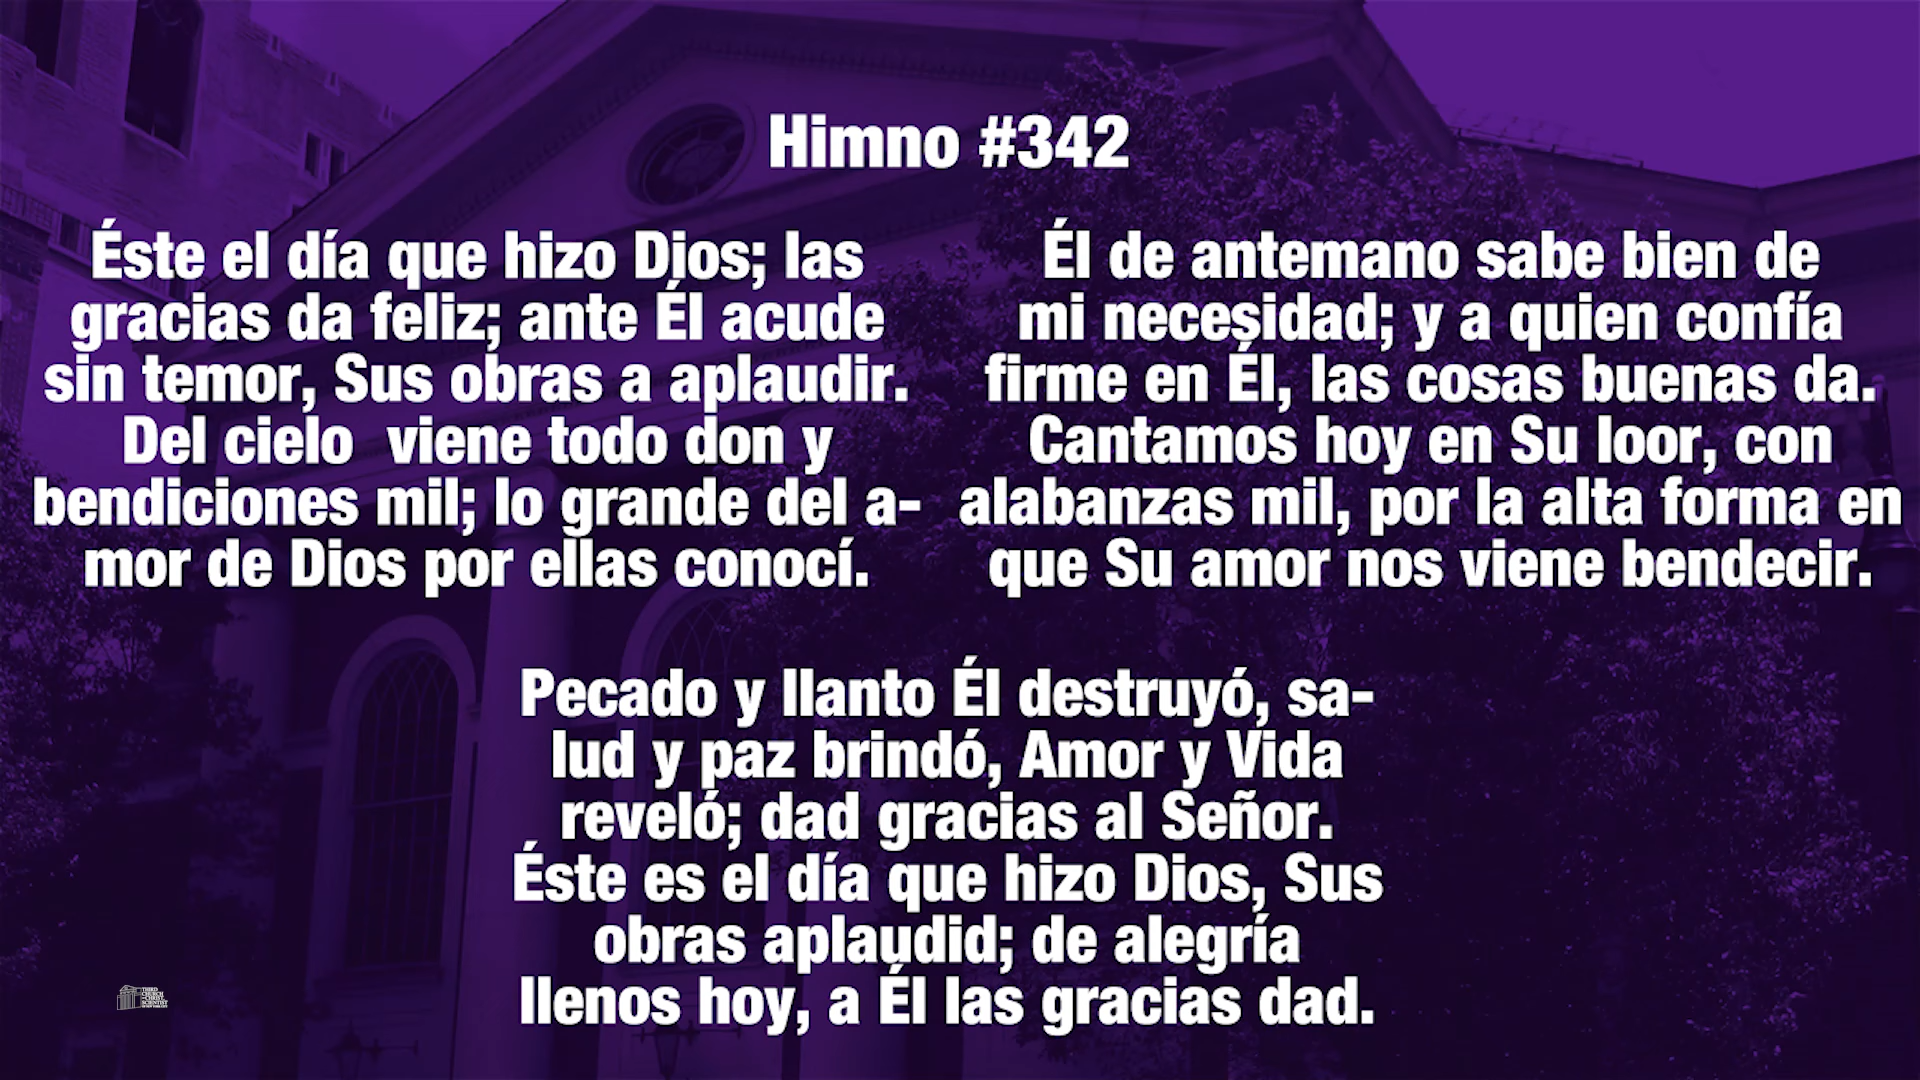 Himno #342
Éste el día que hizo Dios; las
gracias da feliz; ante Él acude
sin temor, Sus obras a aplaudir.
Del cielo  viene todo don y
bendiciones mil; lo grande del a-
mor de Dios por ellas conocí.
Él de antemano sabe bien de
mi necesidad; y a quien confía
firme en Él, las cosas buenas da.
Cantamos hoy en Su loor, con
alabanzas mil, por la alta forma en
que Su amor nos viene bendecir.
Pecado y llanto Él destruyó, sa-
lud y paz brindó, Amor y Vida
reveló; dad gracias al Señor.
Éste es el día que hizo Dios, Sus
obras aplaudid; de alegría
llenos hoy, a Él las gracias dad.
THIRD
CHURCH
CHRIST
SCIENTIST